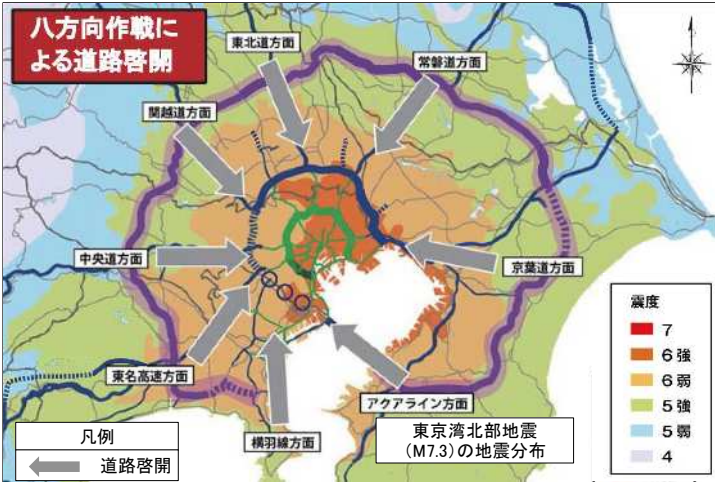 八方向作戦に
よる道路啓開
東北道方面
常磐道方面
関越道方面
中央道方面
京葉道方面
東名高速方面
アクアライン方面
横羽線方面
東京湾北部地震
(M7.3)の地震分布
凡例
道路啓開
震度
7
6強
6弱
5強
5弱
4